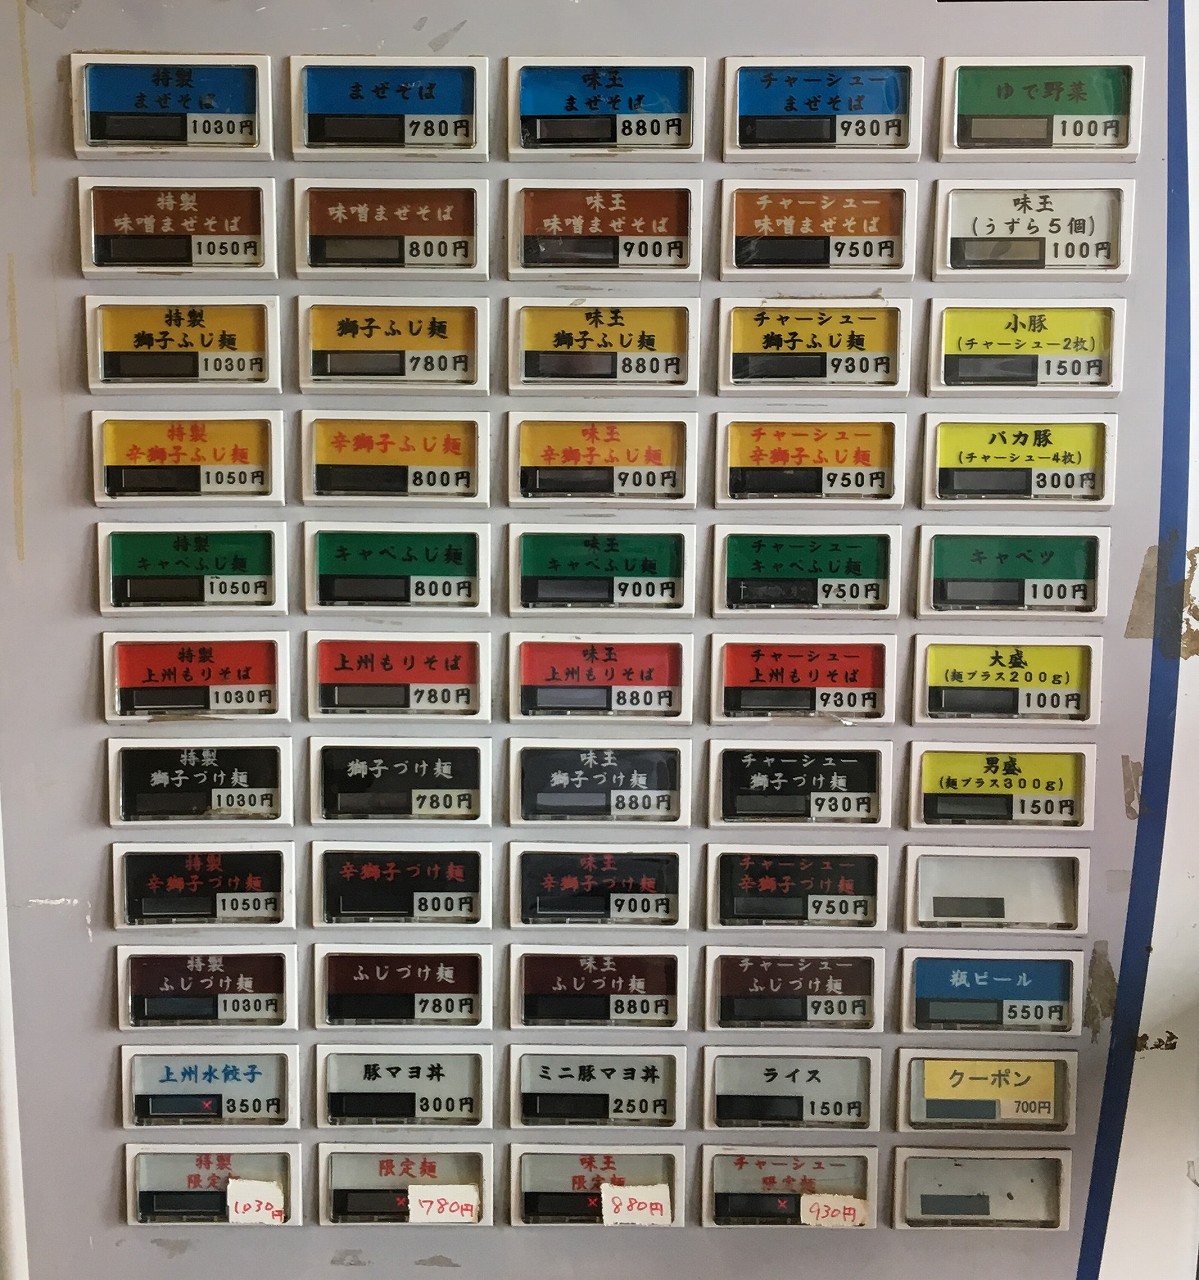 特製
まぜそば
1030円
まぜそば
780円
味玉
まぜそば
880円
チャーシュー
まぜそば
930円
ゆで野菜
100円
特製
味噌まぜそば
1050円
味噌まぜそば
800円
味玉
味噌まぜそば
900円
チャーシュー
味噌まぜそば
950円
味玉
(うずら5個)
100円
特製
獅子ふじ麺
1030円
獅子ふじ麺
780円
味玉
獅子ふじ麺
880円
チャーシュー
獅子ふじ麺
930円
小豚
(チャーシュー2枚)
150円
特製
辛獅子ふじ麺
1050円
辛獅子ふじ麺
800円
味玉
辛獅子ふじ麺
900円
チャーシュー
辛獅子ふじ麺
950円
バカ豚
(チャーシュー4枚)
300円
特製
キャベふじ麺
1050円
キャベふじ麺
800円
味玉
キャベふじ麺
900円
チャーシュー
キャベふじ麺
950円
キャベツ
100円
特製
上州もりそば
1030円
上州もりそば
780円
味玉
上州もりそば
880円
チャーシュー
上州もりそば
930円
大盛
(麺プラス200g)
100円
特製
獅子づけ麺
1030円
獅子づけ麺
780円
味玉
獅子づけ麺
880円
チャーシュー
獅子づけ麺
930円
男盛
(麺プラス300g)
150円
特製
辛獅子づけ麺
1050円
辛獅子づけ麺
800円
味玉
辛獅子づけ麺
900円
チャーシュー
辛獅子づけ麺
950円
特製
ふじづけ麺
1030円
ふじづけ麺
780円
味玉
ふじづけ麺
880円
チャーシュー
ふじづけ麺
930円
瓶ビール
550円
上州水餃子
350円
豚マヨ丼
300円
ミニ豚マヨ丼
250円
ライス
150円
クーポン
700円
特製
限定
1030円
限定麺
780円
味玉
限定麺
880円
チャーシュー
限定麺
930円